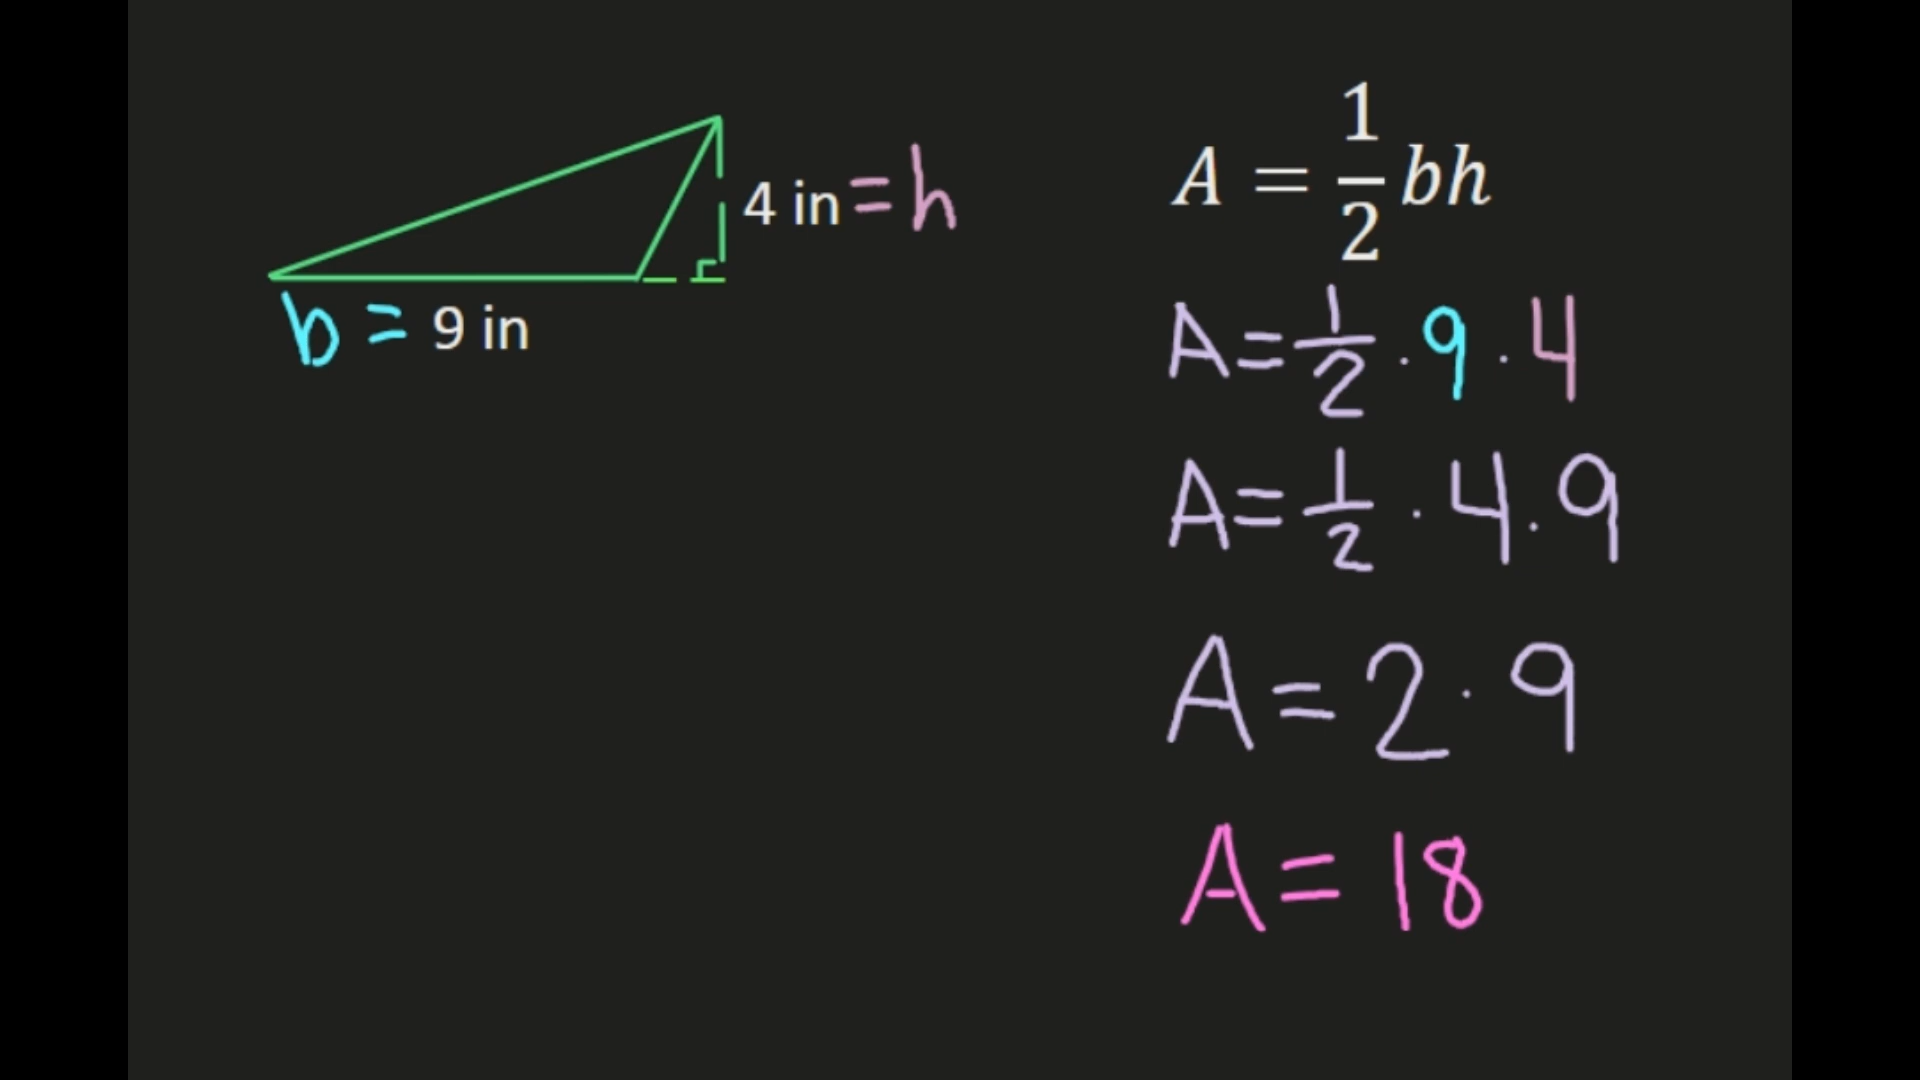 4 in = h
b = 9 in
A = 1/2 bh
A = 1/2 · 9 · 4
A = 1/2 · 4 · 9
A = 2 · 9
A = 18